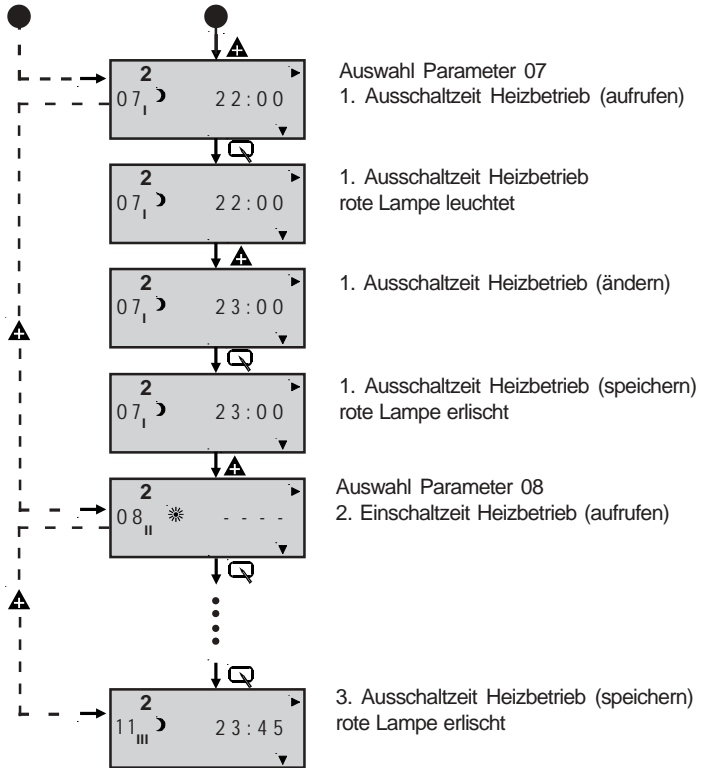 2
07 I 22:00
Auswahl Parameter 07
1. Ausschaltzeit Heizbetrieb (aufrufen)
2
07 I 22:00
1. Ausschaltzeit Heizbetrieb
rote Lampe leuchtet
2
07 I 23:00
1. Ausschaltzeit Heizbetrieb (ändern)
2
07 I 23:00
1. Ausschaltzeit Heizbetrieb (speichern)
rote Lampe erlischt
2
08 II - - - -
Auswahl Parameter 08
2. Einschaltzeit Heizbetrieb (aufrufen)
2
11 III 23:45
3. Ausschaltzeit Heizbetrieb (speichern)
rote Lampe erlischt